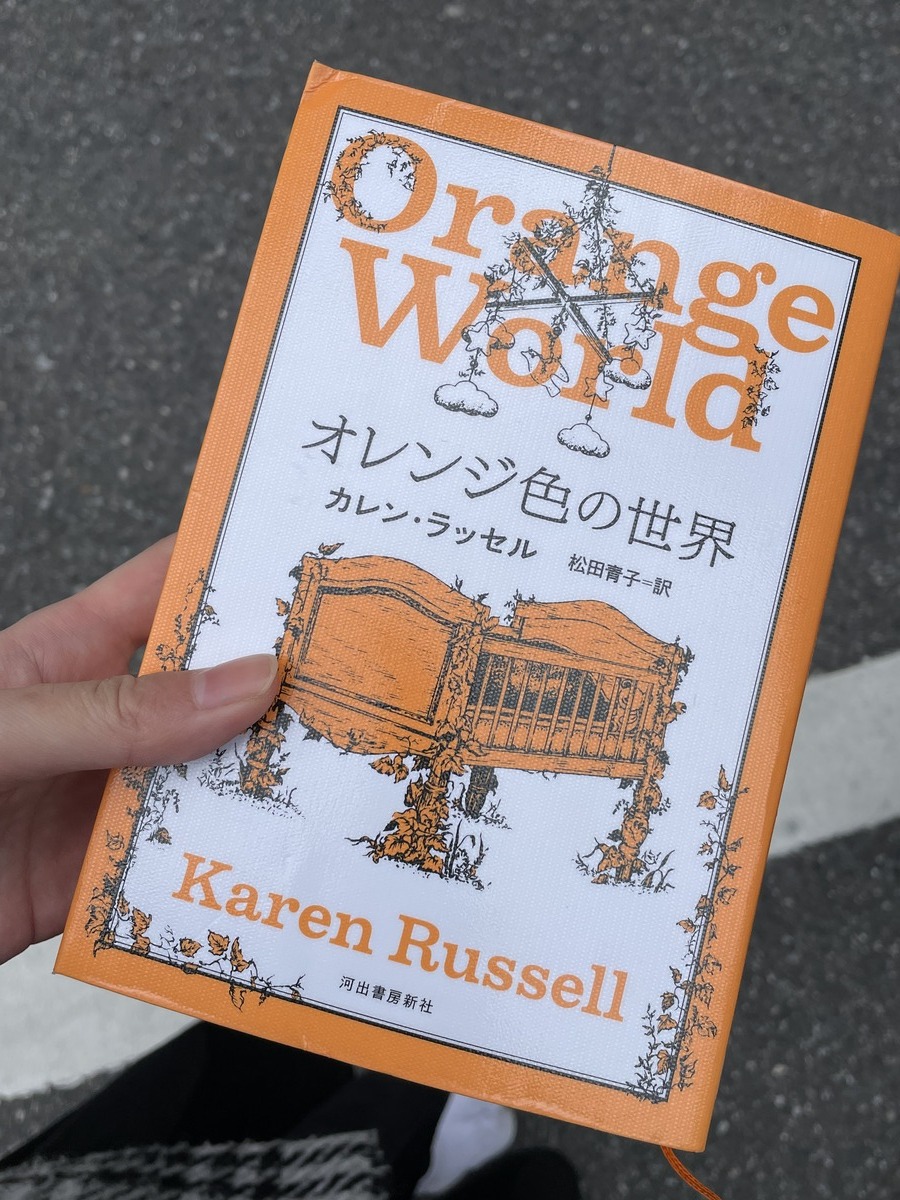 Orange
World
オレンジ色の世界
カレン・ラッセル
松田青子=訳
Karen Russell
河出書房新社